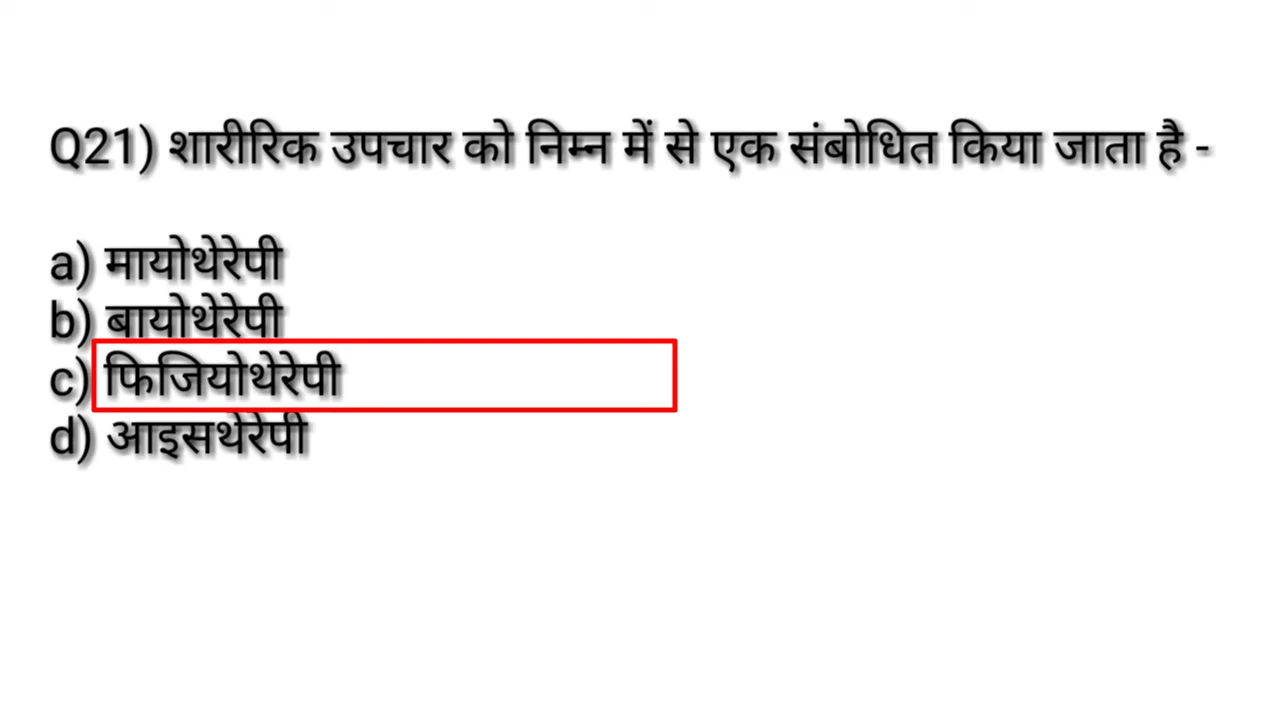 Q21) शारीरिक उपचार को निम्न में से एक संबोधित किया जाता है -
a) मायोथेरेपी
b) बायोथेरेपी
c) फिजियोथेरेपी
d) आइसथेरेपी